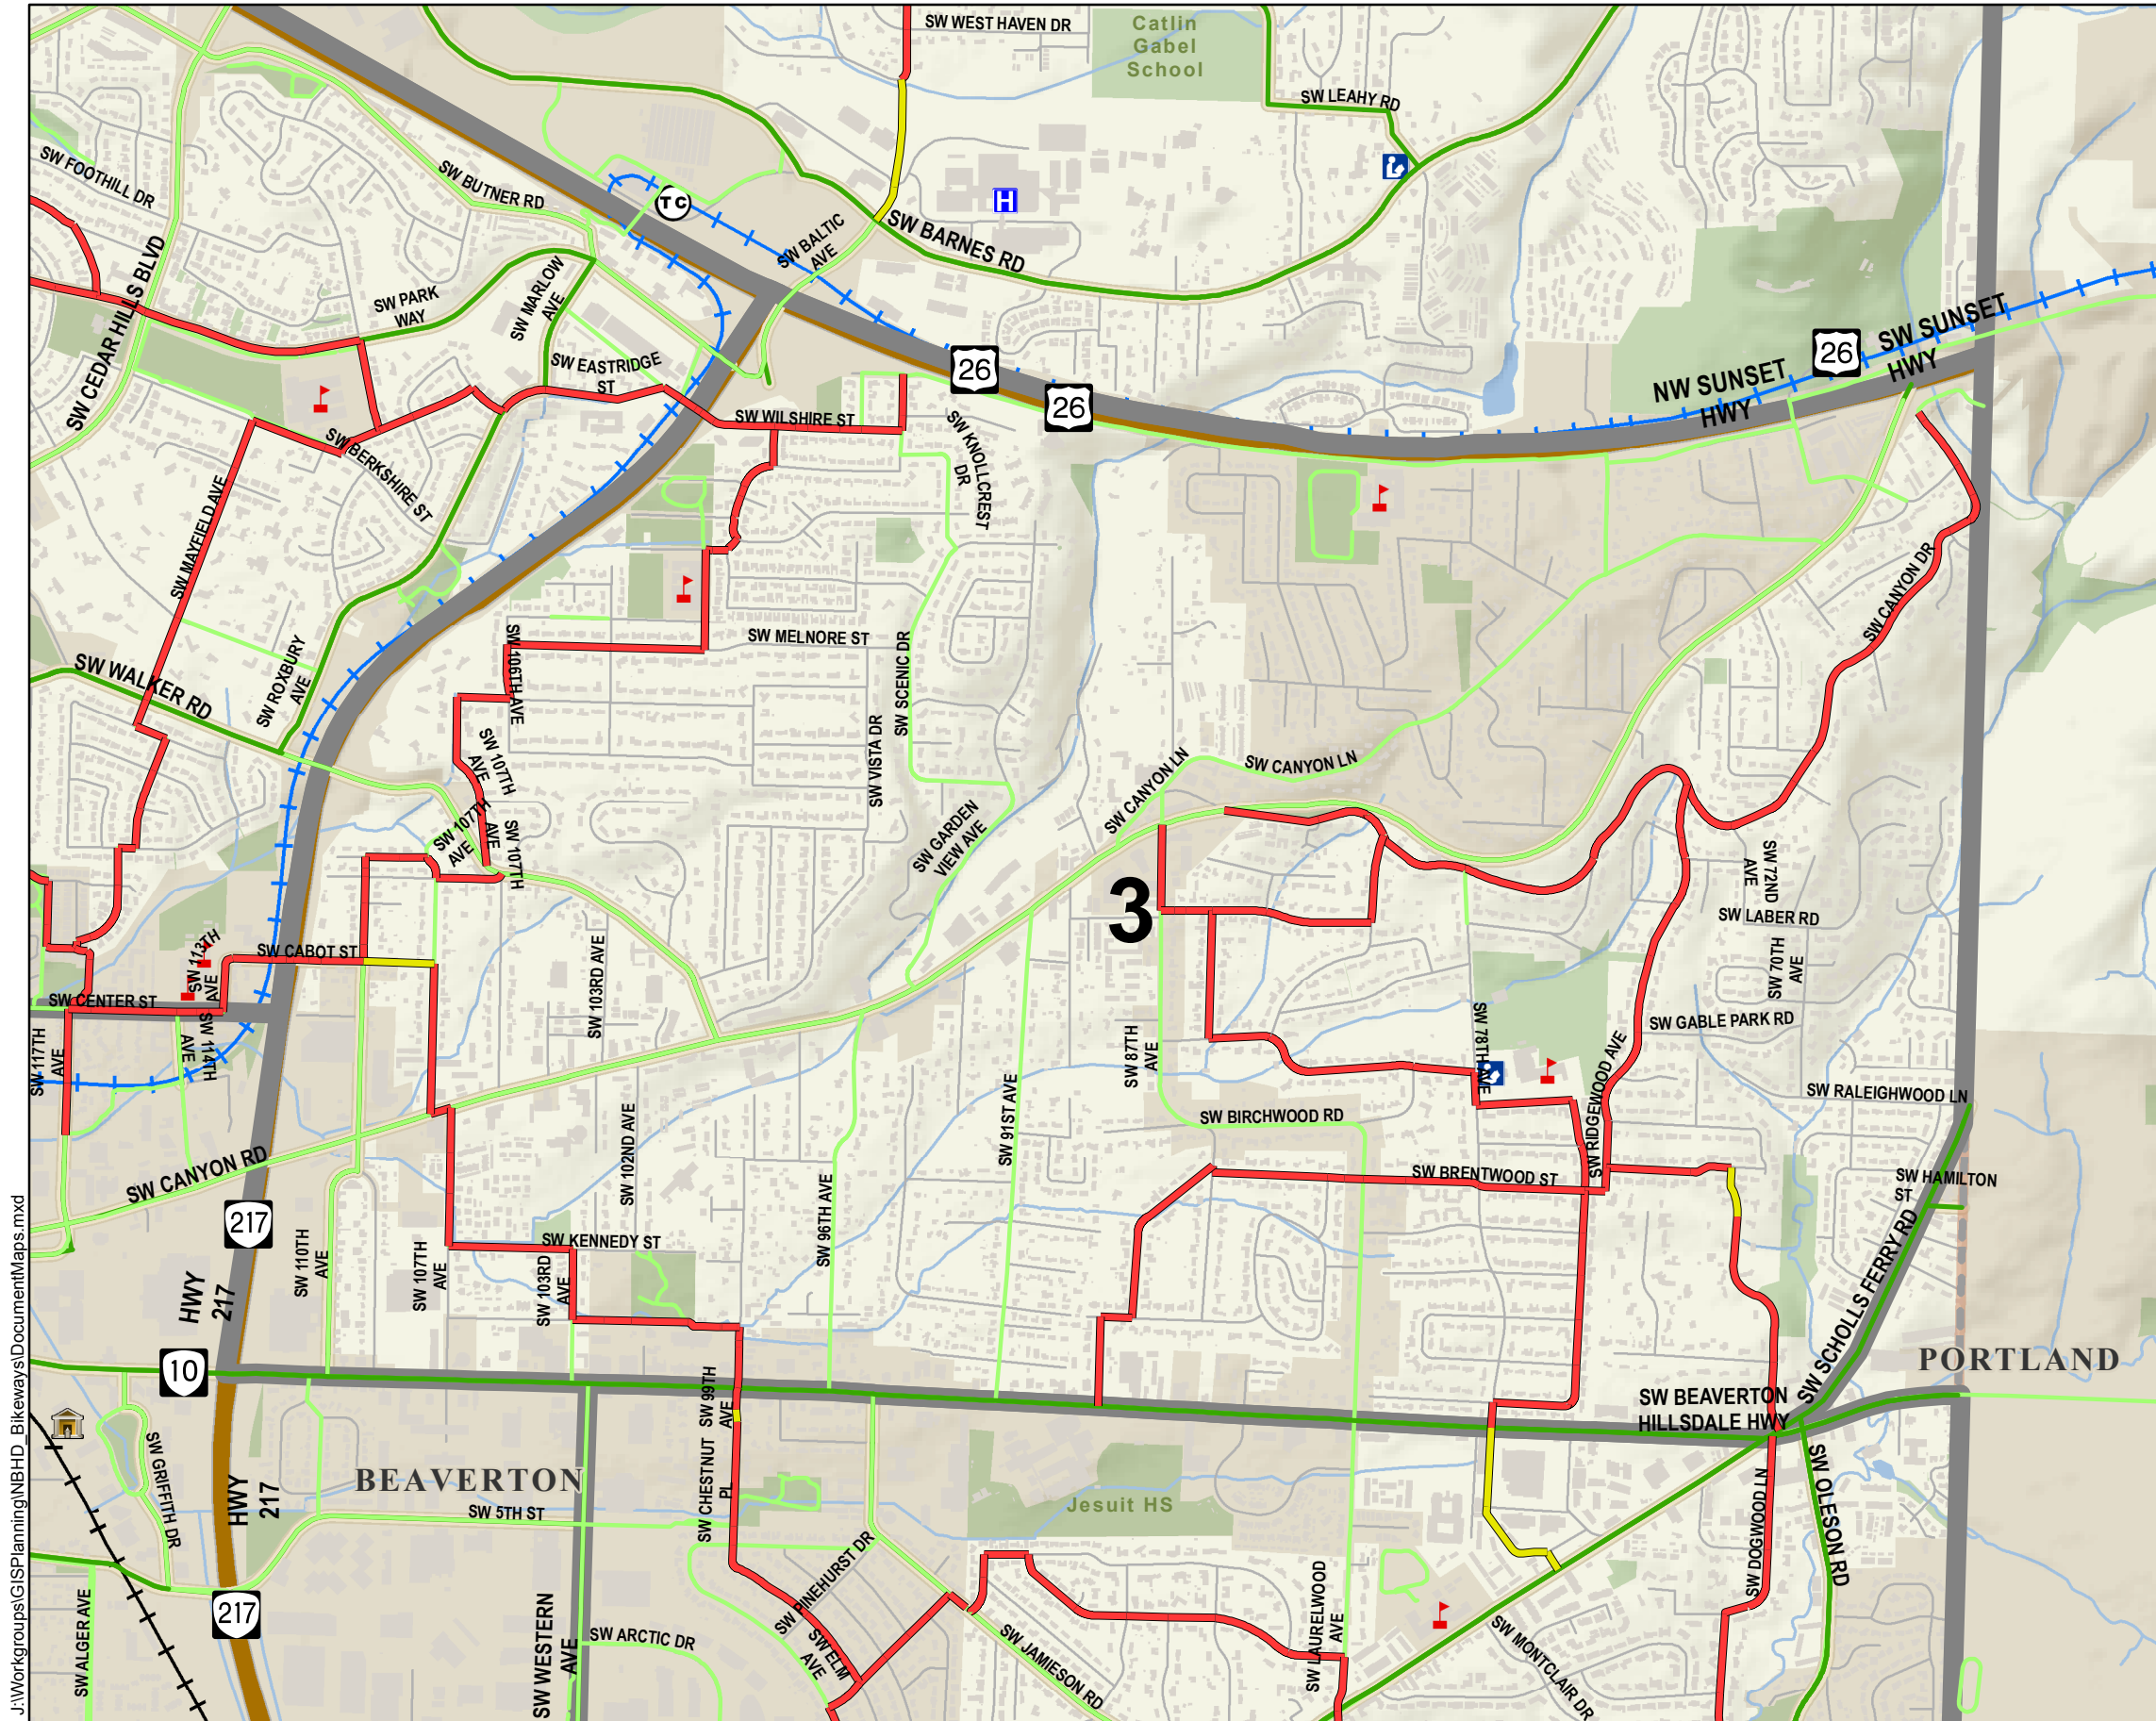 SW WEST HAVEN DR
Catlin
Gabel
School
SW LEAHY RD
SW FOOTHILL DR
SW BUTNER RD
T C
H
SW BALTIC
AVE
SW BARNES RD
SW CEDAR HILLS BLVD
SW PARK
WAY
SW MARLOW
AVE
SW EASTRIDGE
ST
26
26
26
NW SUNSET
HWY
SW SUNSET
HWY
SW WILSHIRE ST
SW KNOLLCREST
DR
SW BERKSHIRE ST
SW MAYFIELD AVE
SW CANYON DR
SW MELNORE ST
SW 106TH AVE
SW SCENIC DR
SW WALKER RD
SW ROXBURY
AVE
SW VISTA DR
SW 107TH
AVE
SW 107TH
AVE
SW 107TH
AVE
SW GARDEN
VIEW AVE
SW CANYON LN
SW CANYON LN
3
SW 72ND
AVE
SW LABER RD
SW 70TH
AVE
SW 113TH
AVE
SW CABOT ST
SW CENTER ST
SW 103RD AVE
SW 117TH
AVE
SW 114TH
AVE
SW 87TH
AVE
SW 78TH AVE
SW GABLE PARK RD
SW RIDGEWOOD AVE
SW RALEIGHWOOD LN
SW 91ST AVE
SW BIRCHWOOD RD
SW 102ND AVE
SW CANYON RD
SW 96TH AVE
SW BRENTWOOD ST
SW HAMILTON
ST
217
SW 110TH
AVE
SW 107TH
AVE
SW KENNEDY ST
SW 103RD
AVE
HWY
217
SW SCHOLLS FERRY RD
PORTLAND
10
SW 99TH
AVE
SW BEAVERTON
HILLSDALE HWY
SW GRIFFITH DR
HWY
217
BEAVERTON
SW CHESTNUT
PL
SW 5TH ST
Jesuit HS
SW DOGWOOD LN
SW OLESON RD
SW PINEHURST DR
217
SW ALGER AVE
SW WESTERN
AVE
SW ARCTIC DR
SW ELM
AVE
SW JAMIESON RD
SW LAURELWOOD
AVE
SW MONTCLAIR DR
J:\Workgroups\GISPlanning\NBHD_Bikeways\DocumentMaps.mxd